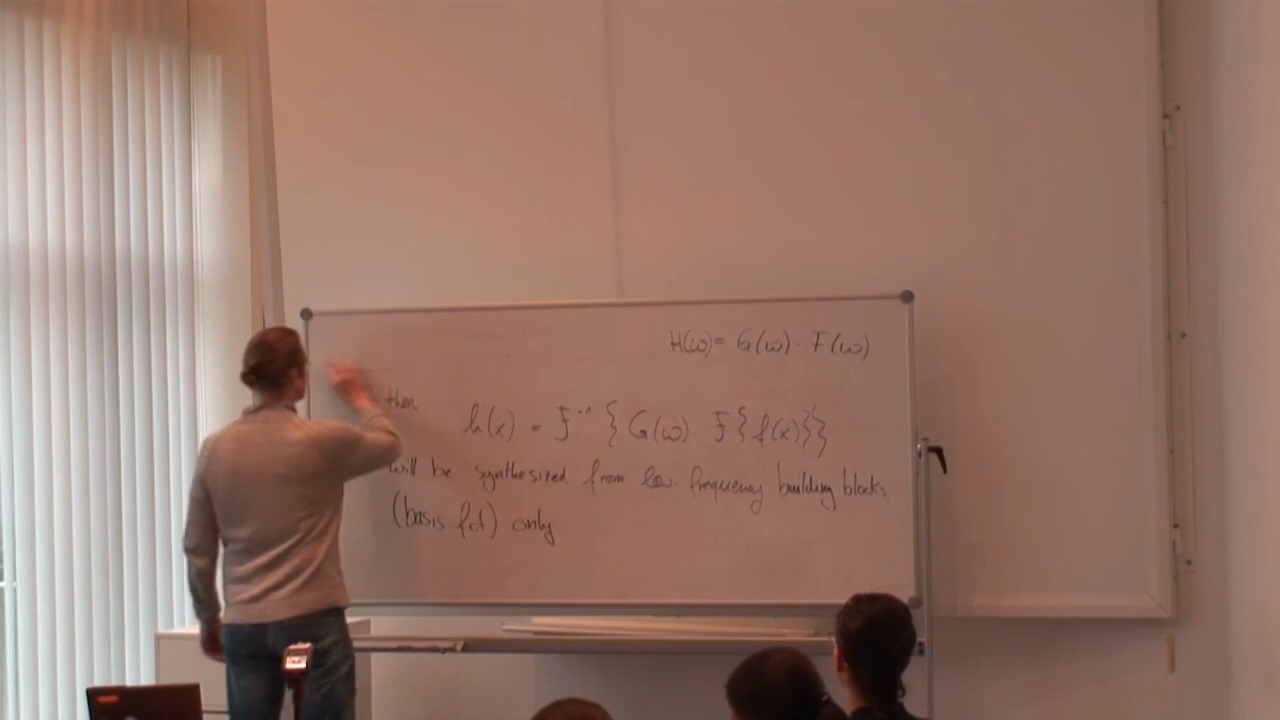 H(ω) = G(ω) · F(ω)
then
h(x) = F⁻¹ { G(ω) · F{f(x)}}
will be synthesized from low-frequency building blocks
(basis fct) only